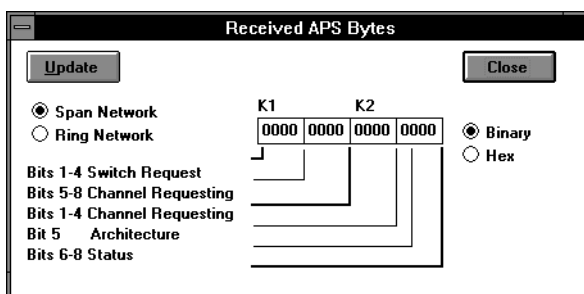 Received APS Bytes
Update
Close
Span Network
Ring Network
K1 K2
0000 0000 0000 0000
Binary
Hex
Bits 1-4 Switch Request
Bits 5-8 Channel Requesting
Bits 1-4 Channel Requesting
Bit 5 Architecture
Bits 6-8 Status